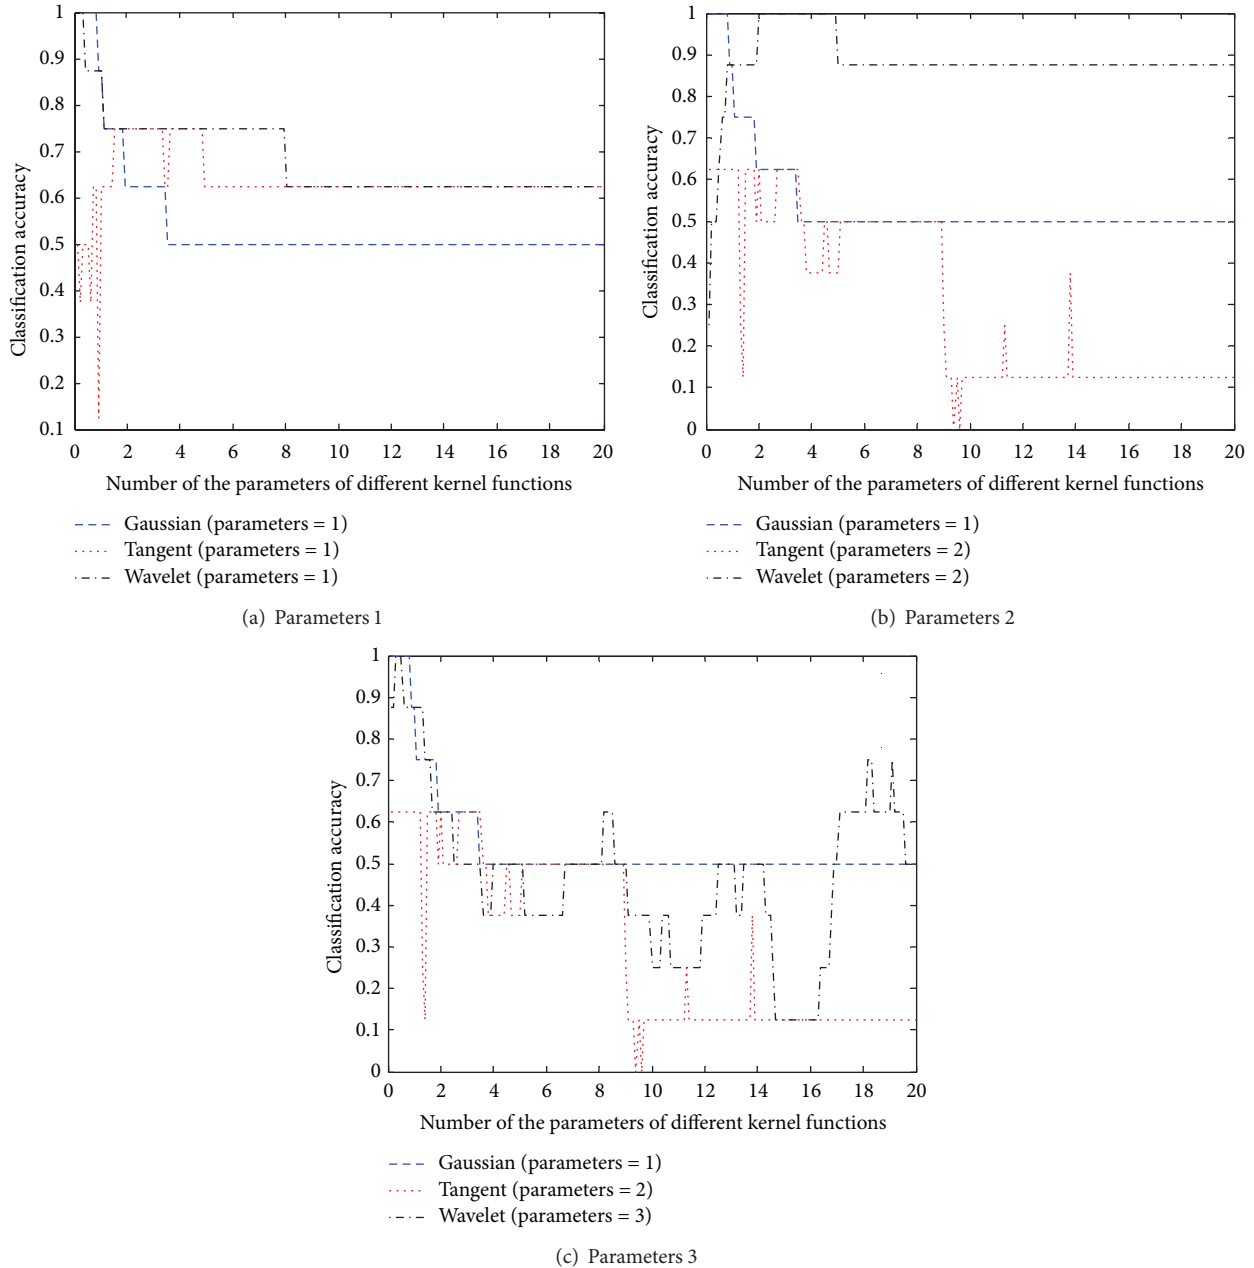 1
0.9
0.8
0.7
0.6
0.5
0.4
0.3
0.2
0.1
Classification accuracy
0 2 4 6 8 10 12 14 16 18 20
Number of the parameters of different kernel functions
Gaussian (parameters = 1)
Tangent (parameters = 1)
Wavelet (parameters = 1)
(a) Parameters 1
1
0.9
0.8
0.7
0.6
0.5
0.4
0.3
0.2
0.1
0
Classification accuracy
0 2 4 6 8 10 12 14 16 18 20
Number of the parameters of different kernel functions
Gaussian (parameters = 1)
Tangent (parameters = 2)
Wavelet (parameters = 2)
(b) Parameters 2
1
0.9
0.8
0.7
0.6
0.5
0.4
0.3
0.2
0.1
0
Classification accuracy
0 2 4 6 8 10 12 14 16 18 20
Number of the parameters of different kernel functions
Gaussian (parameters = 1)
Tangent (parameters = 2)
Wavelet (parameters = 3)
(c) Parameters 3